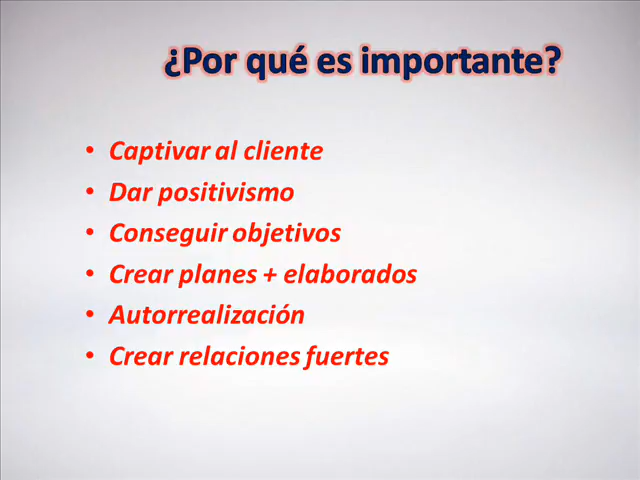 ¿Por qué es importante?
• Captivar al cliente
• Dar positivismo
• Conseguir objetivos
• Crear planes + elaborados
• Autorrealización
• Crear relaciones fuertes